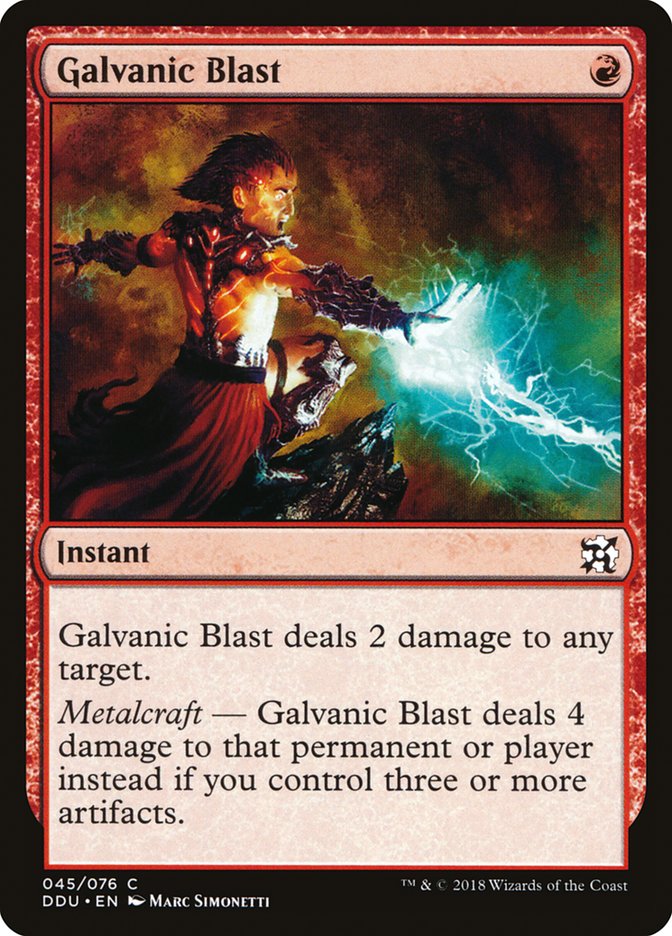 Galvanic Blast
Instant
Galvanic Blast deals 2 damage to any
target.
Metalcraft — Galvanic Blast deals 4
damage to that permanent or player
instead if you control three or more
artifacts.
045/076 C
DDU • EN Marc Simonetti
™ & © 2018 Wizards of the Coast